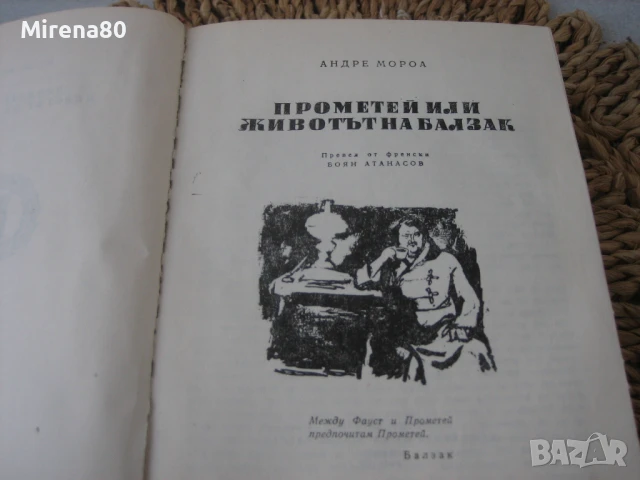 Mirena80
АНДРЕ МОРОА
ПРОМЕТЕЙ ИЛИ
ЖИВОТЪТ НА БАЛЗАК
Превел от френски
БОЯН АТАНАСОВ
Между Фауст и Прометей
предпочитам Прометей.
Балзак
BAZAR
bg